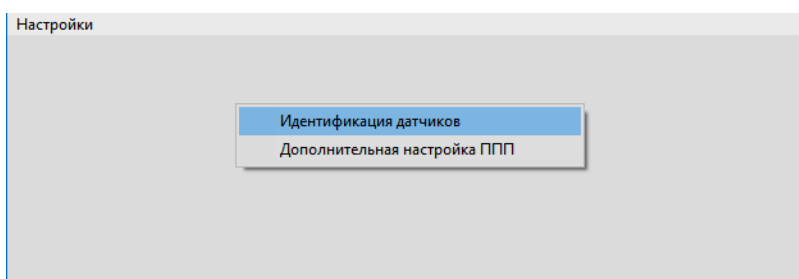 Настройки
Идентификация датчиков
Дополнительная настройка ППП